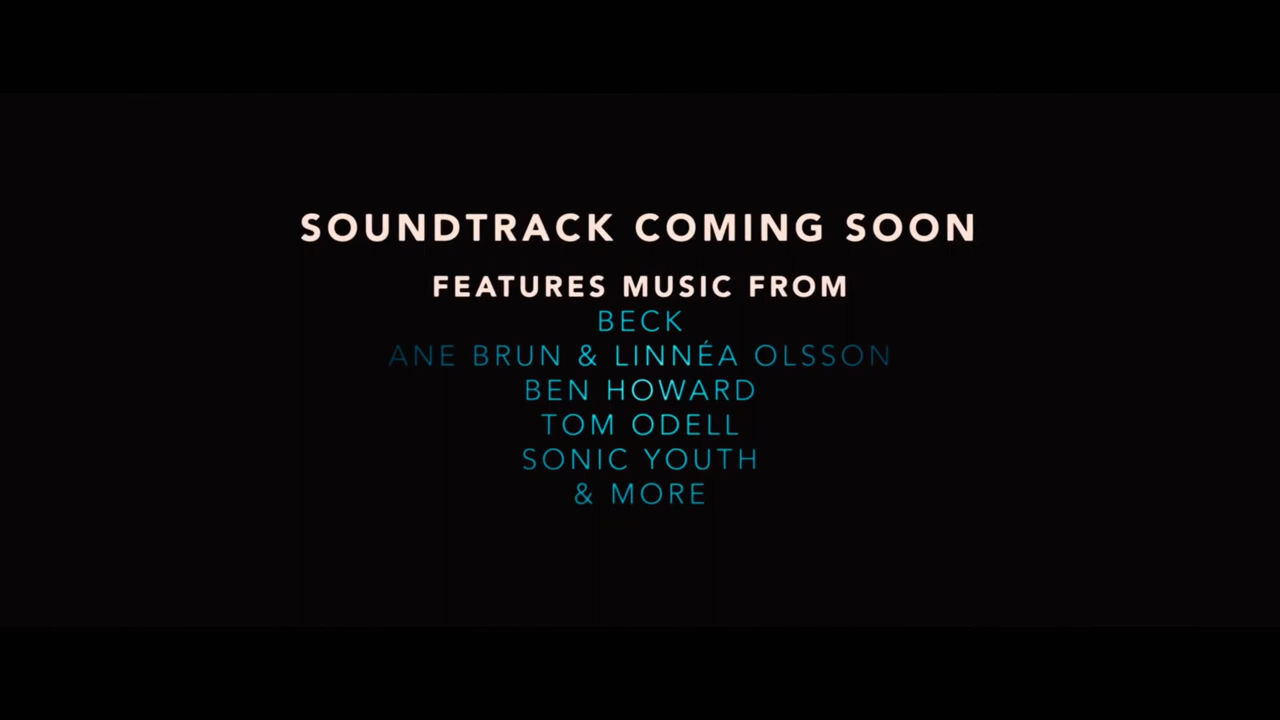 SOUNDTRACK COMING SOON
FEATURES MUSIC FROM
BECK
ANE BRUN & LINNÉA OLSSON
BEN HOWARD
TOM ODELL
SONIC YOUTH
& MORE